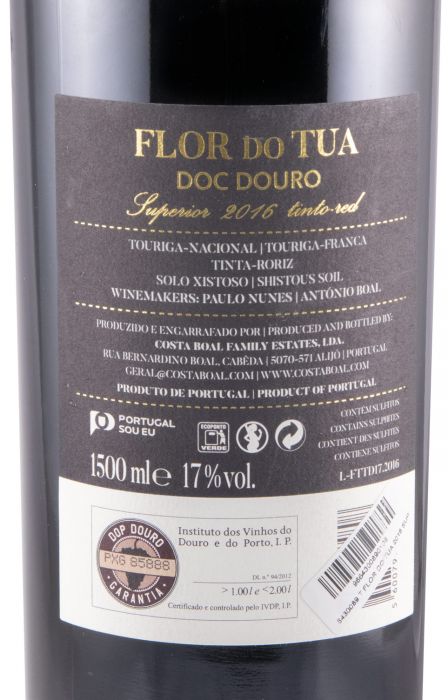 FLOR DO TUA
DOC DOURO
Superior 2016 tinto-red
TOURIGA-NACIONAL | TOURIGA-FRANCA
TINTA-RORIZ
SOLO XISTOSO | SHISTOUS SOIL
WINEMAKERS: PAULO NUNES | ANTÓNIO BOAL
PRODUZIDO E ENGARRAFADO POR | PRODUCED AND BOTTLED BY:
COSTA BOAL FAMILY ESTATES, LDA.
RUA BERNARDINO BOAL, CABÊDA | 5070-571 ALIJÓ | PORTUGAL
GERAL@COSTABOAL.COM | WWW.COSTABOAL.COM
PRODUTO DE PORTUGAL | PRODUCT OF PORTUGAL
PORTUGAL
SOU EU
ECOPONTO
VERDE
CONTÉM SULFITOS
CONTAINS SULPHITES
CONTIENT DES SULFITES
CONTIENE SULFITOS
1500 ml e 17% vol.
L-FTTD17.2016
DOP DOURO
PXG 85888
GARANTIA
Instituto dos Vinhos do
Douro e do Porto, I. P.
DL n.º 94/2012
> 1.00 l e < 2.00 l
Certificado e controlado pelo IVDP, I.P.
5 60079